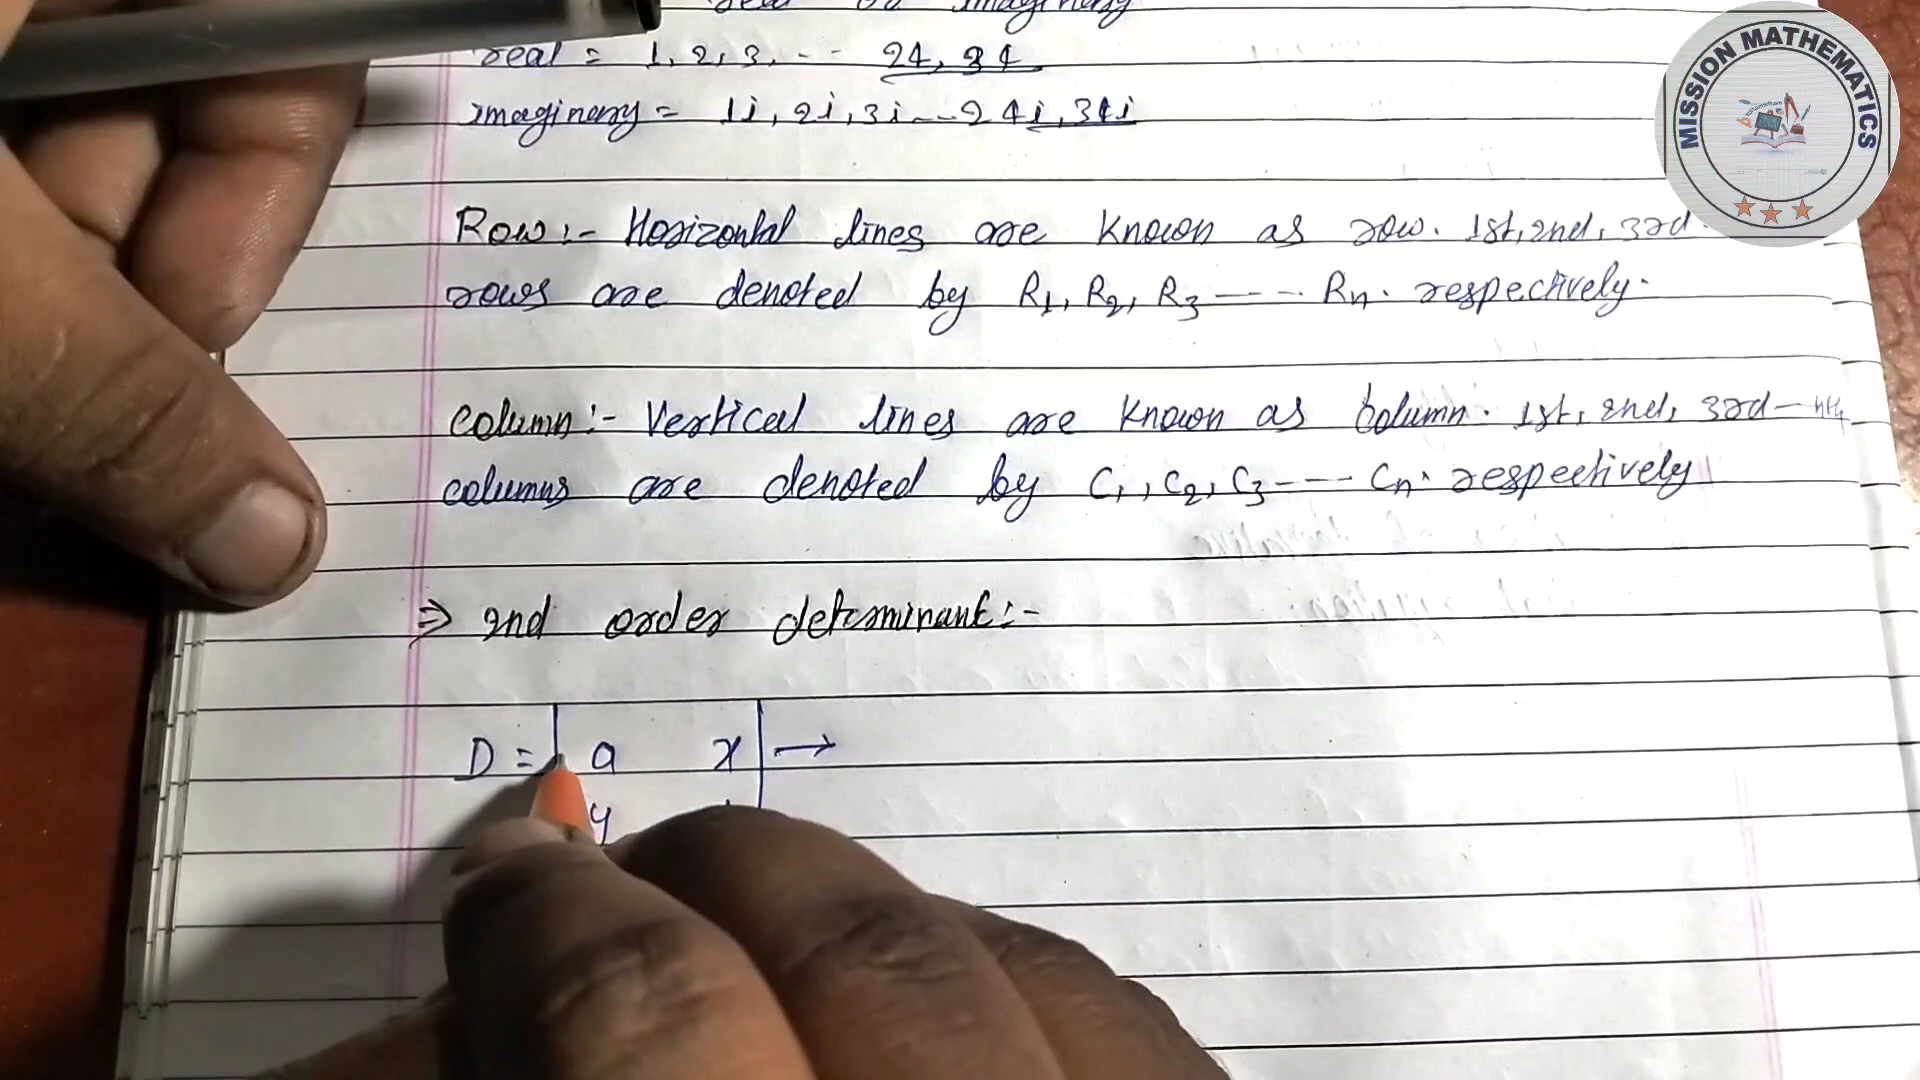 imaginary
real = 1, 2, 3, -- 24, 34
imaginary = 1i, 2i, 3i -- 24i, 34i
Row :- Horizontal lines are known as row. 1st, 2nd, 3rd
rows are denoted by R1, R2, R3 ---- Rn. respectively.
column :- Vertical lines are known as column. 1st, 2nd, 3rd - nth
columns are denoted by C1, C2, C3 ---- Cn. respectively
⇒ 2nd order determinant :-
D = | a x | →
y
MISSION MATHEMATICS